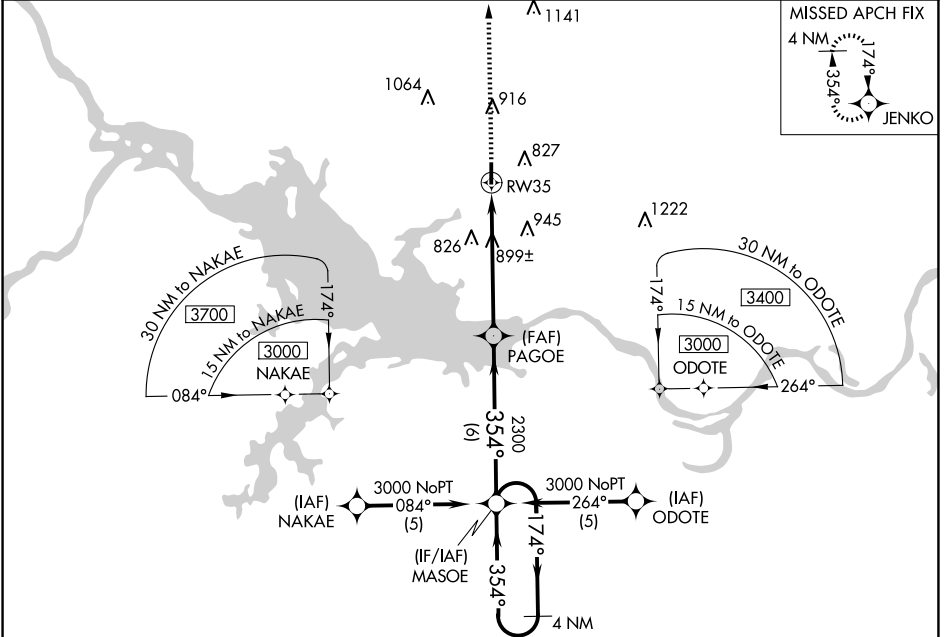 MISSED APCH FIX
4 NM
174°
354°
JENKO
1141
1064
916
827
RW35
1222
945
826
899±
30 NM to NAKAE
3700
15 NM to NAKAE
3000
NAKAE
174°
084°
30 NM to ODOTE
3400
174°
15 NM to ODOTE
3000
ODOTE
264°
(FAF)
PAGOE
2300
354°
(6)
(IAF)
NAKAE
3000 NoPT
084°
(5)
3000 NoPT
264°
(5)
(IAF)
ODOTE
(IF/IAF)
MASOE
174°
354°
4 NM